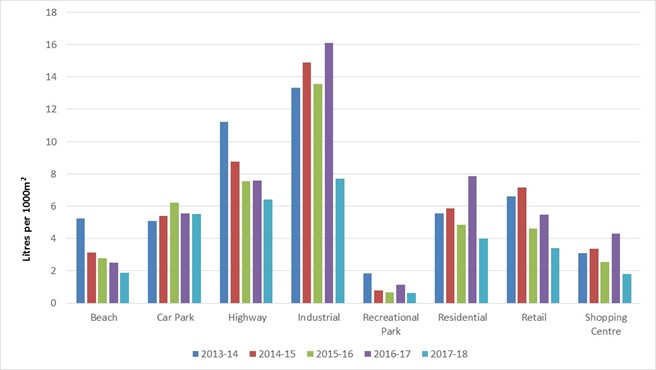 18
16
14
12
10
8
6
4
2
0
Litres per 1000m²
Beach
Car Park
Highway
Industrial
Recreational
Park
Residential
Retail
Shopping
Centre
2013-14
2014-15
2015-16
2016-17
2017-18